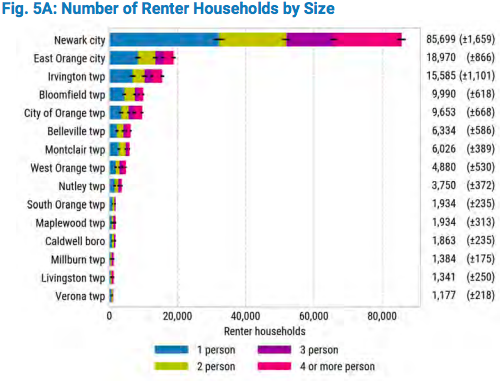 Fig. 5A: Number of Renter Households by Size
Newark city 85,699 (±1,659)
East Orange city 18,970 (±866)
Irvington twp 15,585 (±1,101)
Bloomfield twp 9,990 (±618)
City of Orange twp 9,653 (±668)
Belleville twp 6,334 (±586)
Montclair twp 6,026 (±389)
West Orange twp 4,880 (±530)
Nutley twp 3,750 (±372)
South Orange twp 1,934 (±235)
Maplewood twp 1,934 (±313)
Caldwell boro 1,863 (±235)
Millburn twp 1,384 (±175)
Livingston twp 1,341 (±250)
Verona twp 1,177 (±218)
0 20,000 40,000 60,000 80,000
Renter households
1 person 3 person
2 person 4 or more person